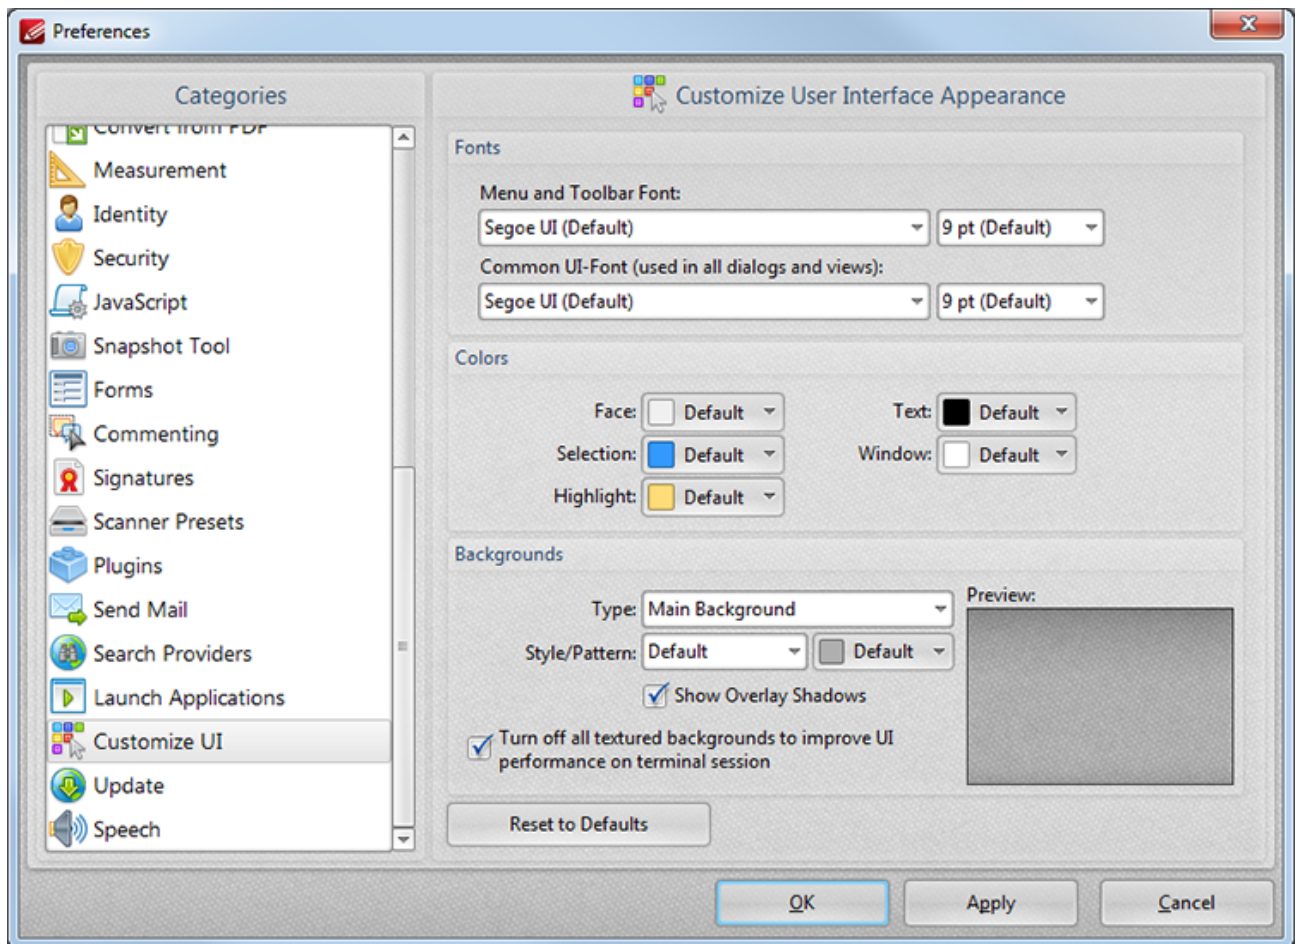 Preferences
Categories
Convert from PDF
Measurement
Identity
Security
JavaScript
Snapshot Tool
Forms
Commenting
Signatures
Scanner Presets
Plugins
Send Mail
Search Providers
Launch Applications
Customize UI
Update
Speech
Customize User Interface Appearance
Fonts
Menu and Toolbar Font:
Segoe UI (Default) 9 pt (Default)
Common UI-Font (used in all dialogs and views):
Segoe UI (Default) 9 pt (Default)
Colors
Face: Default Text: Default
Selection: Default Window: Default
Highlight: Default
Backgrounds
Type: Main Background Preview:
Style/Pattern: Default Default
Show Overlay Shadows
Turn off all textured backgrounds to improve UI
performance on terminal session
Reset to Defaults
OK Apply Cancel